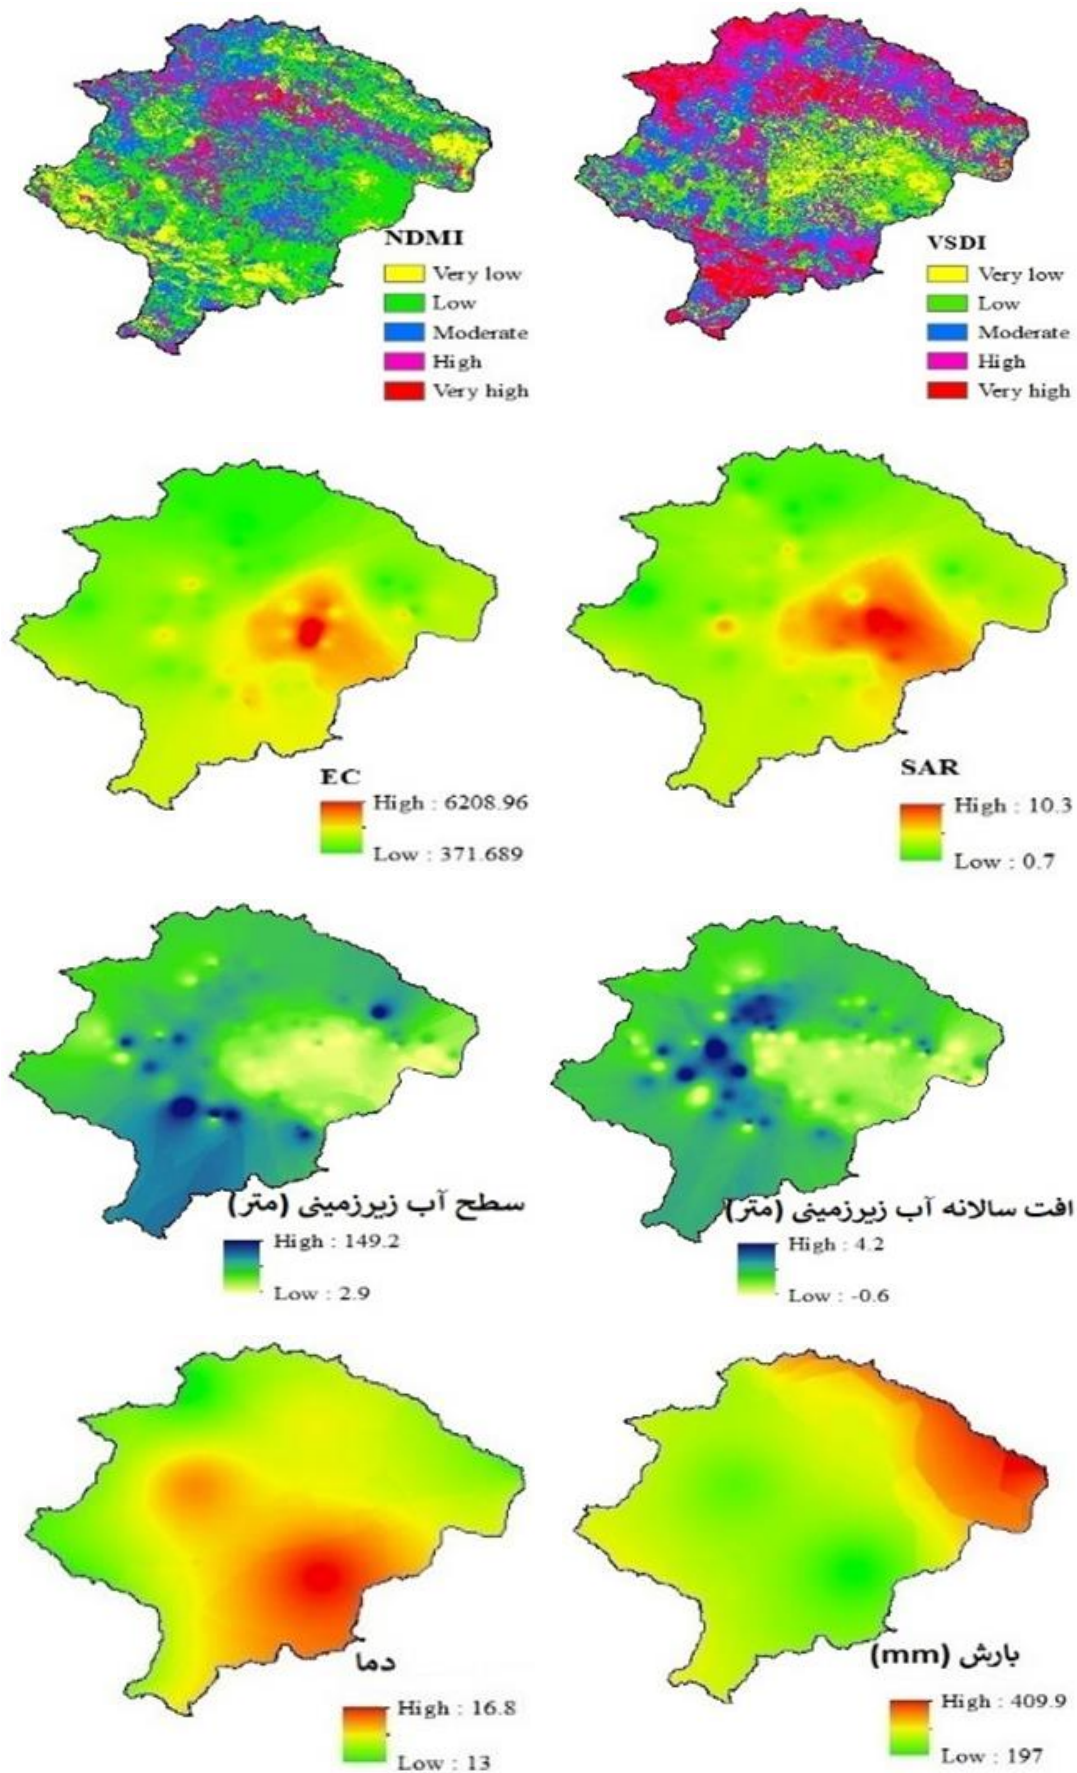 NDMI
Very low
Low
Moderate
High
Very high
VSDI
Very low
Low
Moderate
High
Very high
EC
High : 6208.96
Low : 371.689
SAR
High : 10.3
Low : 0.7
سطح آب زیرزمینی (متر)
High : 149.2
Low : 2.9
افت سالانه آب زیرزمینی (متر)
High : 4.2
Low : -0.6
دما
High : 16.8
Low : 13
بارش (mm)
High : 409.9
Low : 197